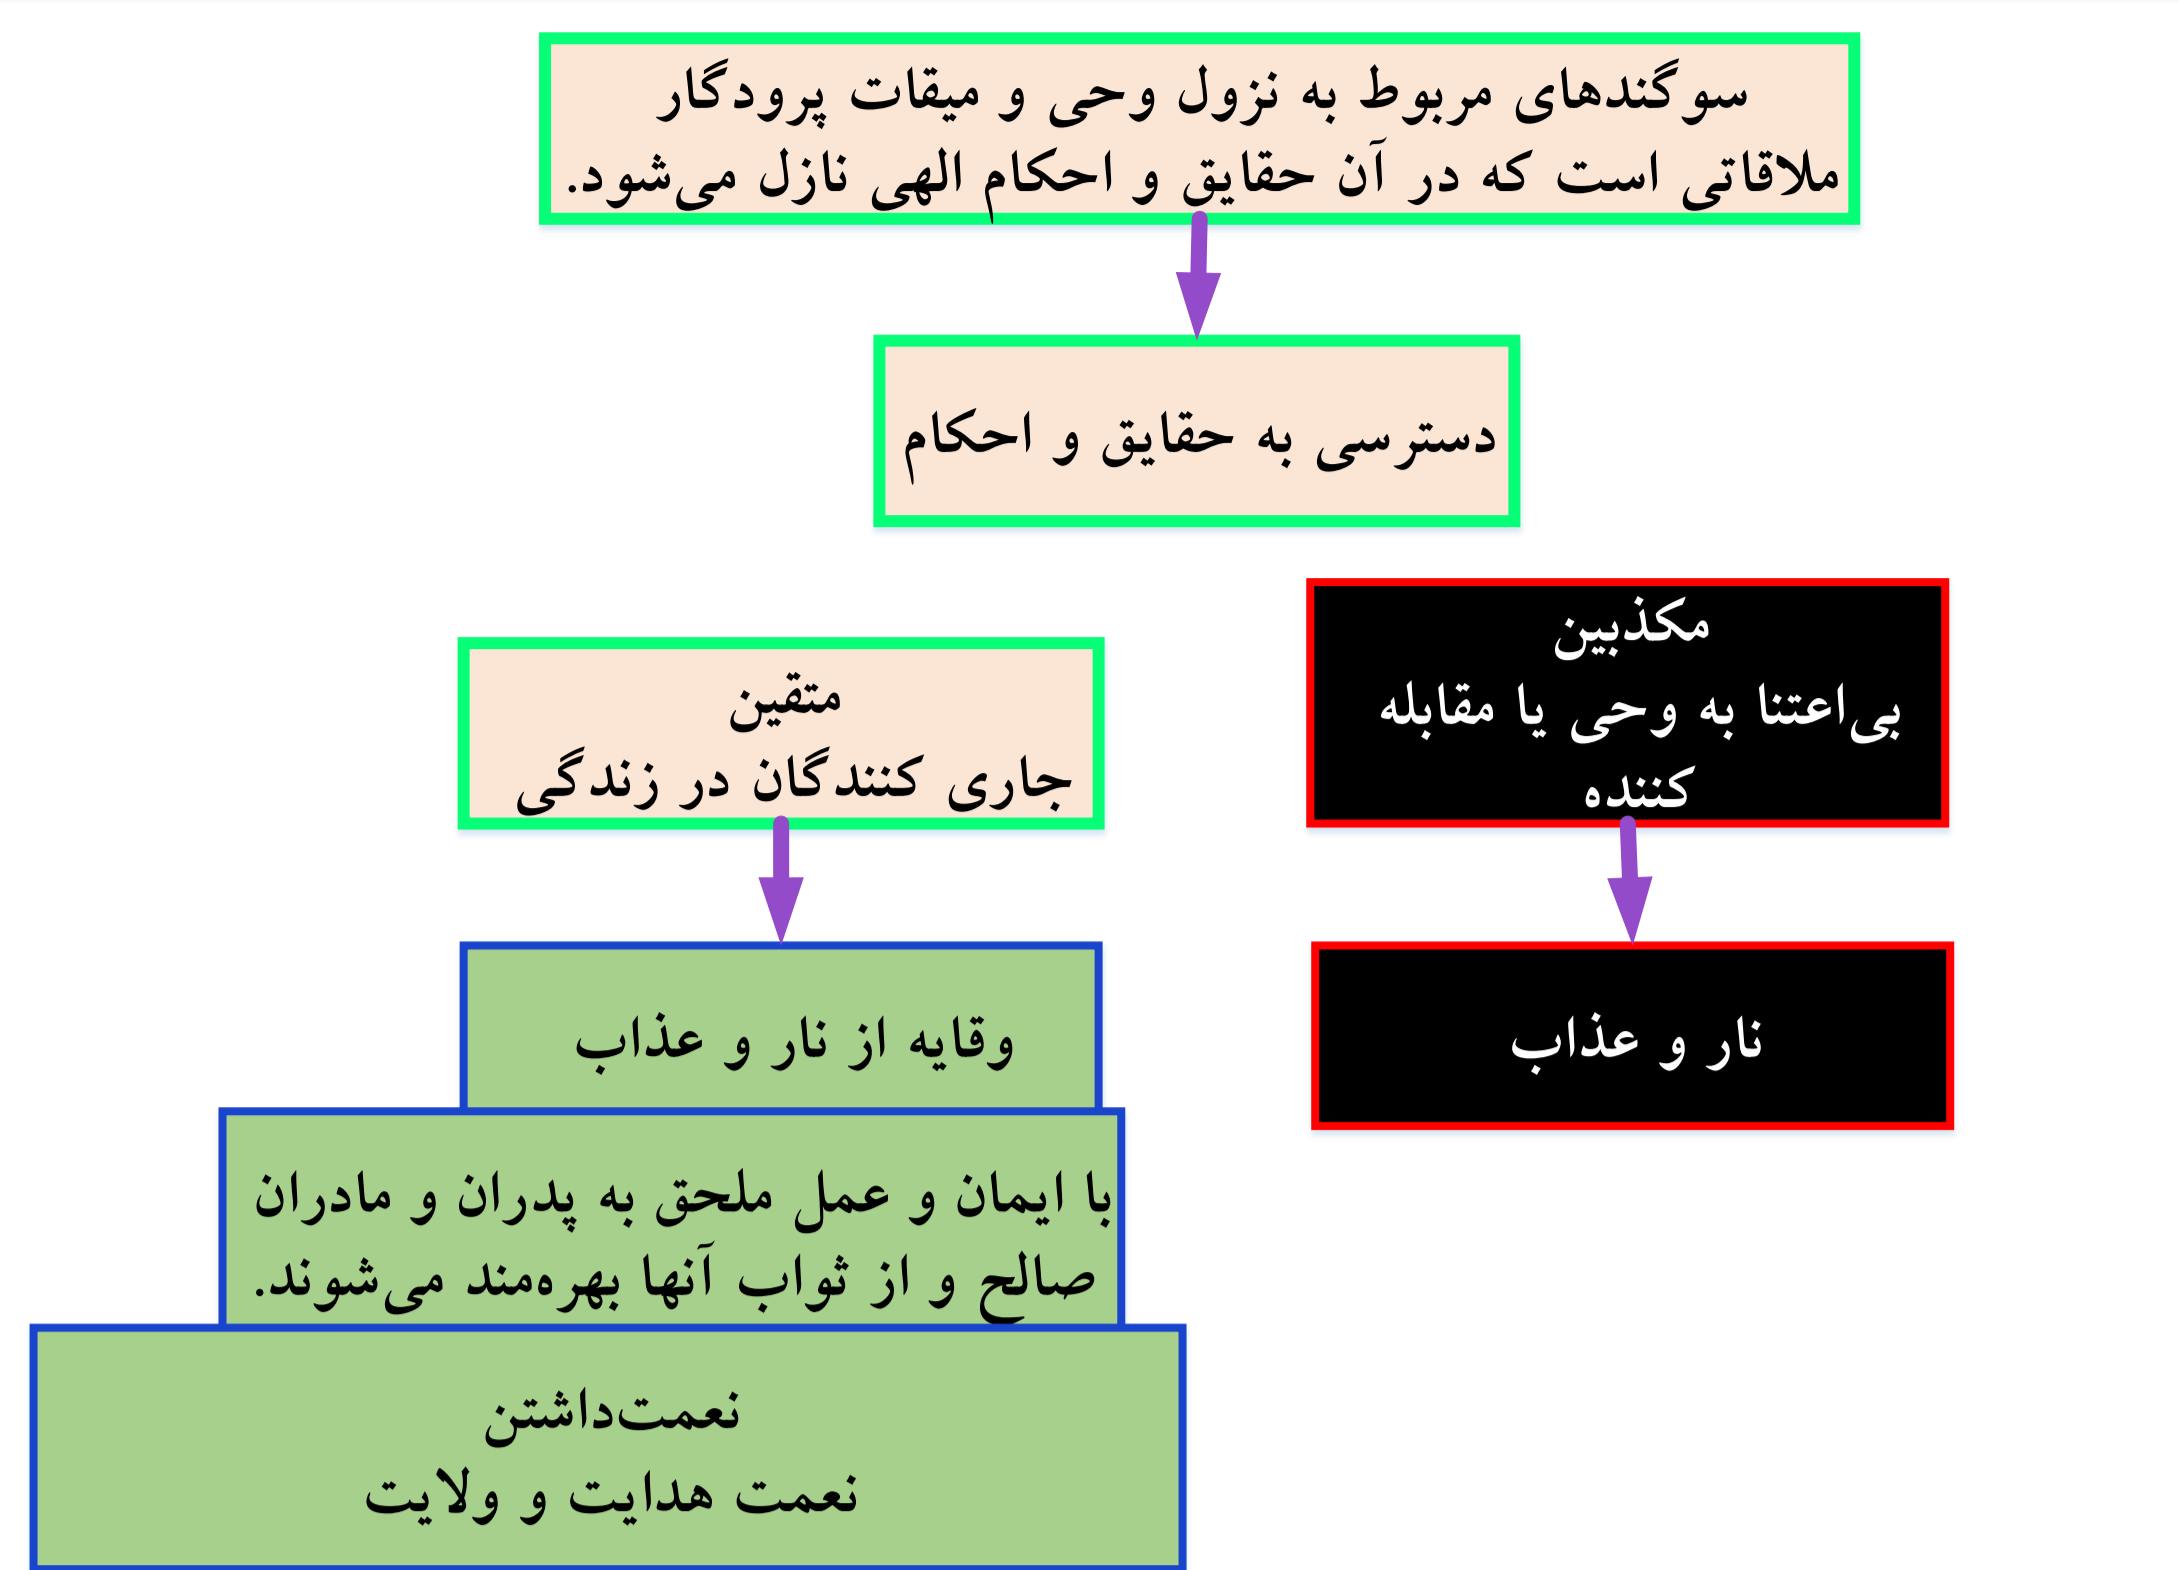 سوگندهای مربوط به نزول وحی و میقات پرودگار
ملاقاتی است که در آن حقایق و احکام الهی نازل می‌شود.
دسترسی به حقایق و احکام
مکذبین
بی‌اعتنا به وحی یا مقابله
کننده
متقین
جاری کنندگان در زندگی
نار و عذاب
وقایه از نار و عذاب
با ایمان و عمل ملحق به پدران و مادران
صالح و از ثواب آنها بهره‌مند می‌شوند.
نعمت‌داشتن
نعمت هدایت و ولایت